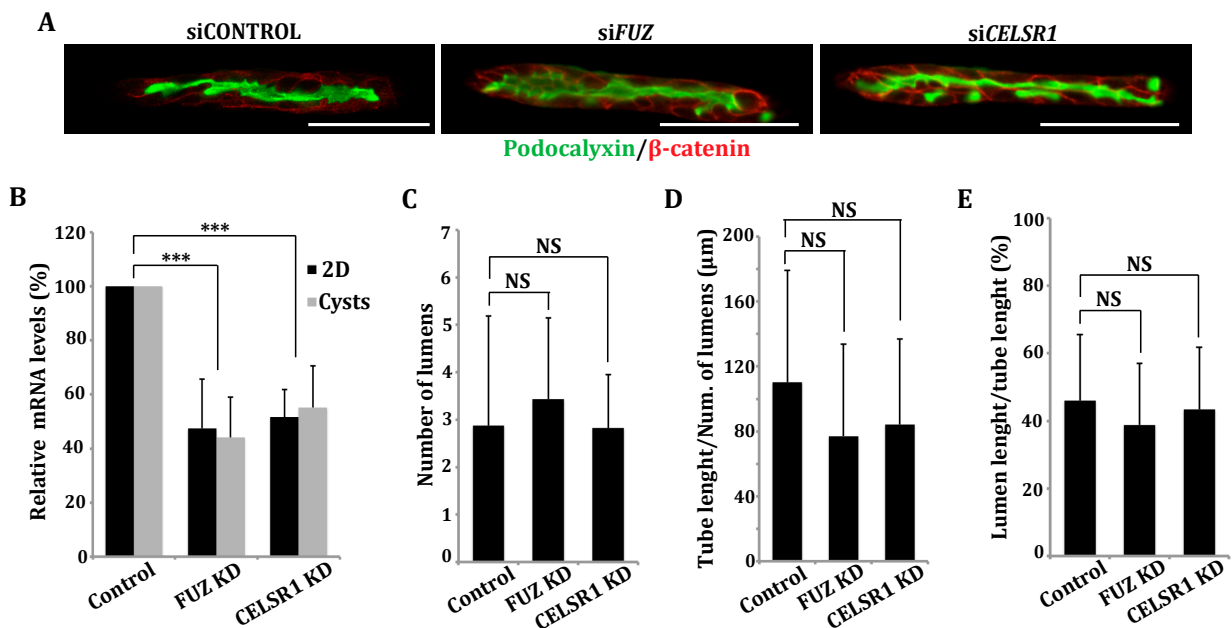 A
siCONTROL
siFUZ
siCELSR1
Podocalyxin/β-catenin
B
Relative mRNA levels (%)
120
100
80
60
40
20
0
***
***
2D
Cysts
Control
FUZ KD
CELSR1 KD
C
Number of lumens
7
6
5
4
3
2
1
0
NS
NS
Control
FUZ KD
CELSR1 KD
D
Tube lenght/Num. of lumens (μm)
200
160
120
80
40
0
NS
NS
Control
FUZ KD
CELSR1 KD
E
Lumen lenght/tube lenght (%)
100
80
60
40
20
0
NS
NS
Control
FUZ KD
CELSR1 KD